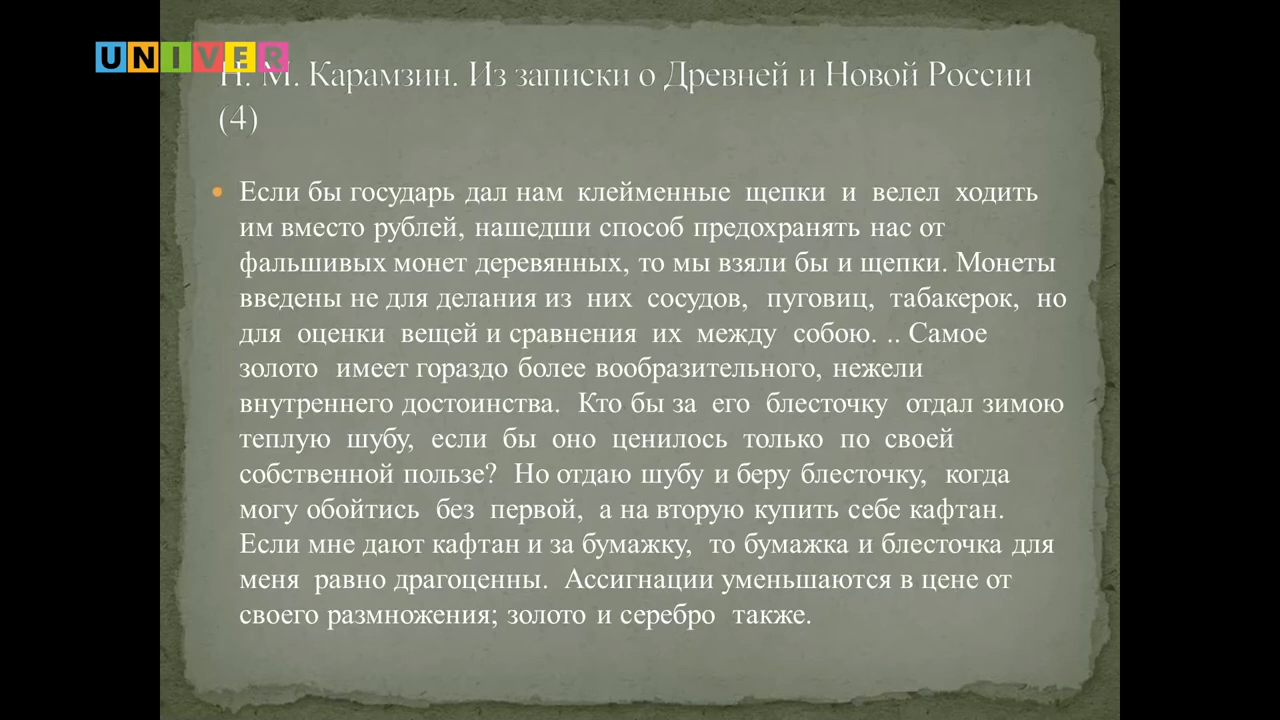 UNIVER
Н. М. Карамзин. Из записки о Древней и Новой России
(4)
Если бы государь дал нам клейменные щепки и велел ходить
им вместо рублей, нашедши способ предохранять нас от
фальшивых монет деревянных, то мы взяли бы и щепки. Монеты
введены не для делания из них сосудов, пуговиц, табакерок, но
для оценки вещей и сравнения их между собою. .. Самое
золото имеет гораздо более вообразительного, нежели
внутреннего достоинства. Кто бы за его блесточку отдал зимою
теплую шубу, если бы оно ценилось только по своей
собственной пользе? Но отдаю шубу и беру блесточку, когда
могу обойтись без первой, а на вторую купить себе кафтан.
Если мне дают кафтан и за бумажку, то бумажка и блесточка для
меня равно драгоценны. Ассигнации уменьшаются в цене от
своего размножения; золото и серебро также.